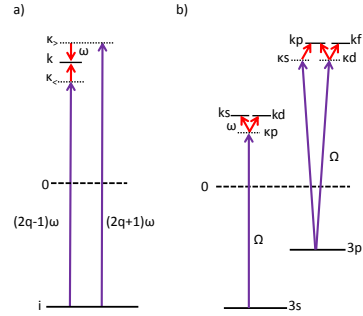 a)
κ>
k
ω
κ<
0
(2q-1)ω
(2q+1)ω
i
b)
kp
kf
κs
κd
ks
kd
ω
κp
0
Ω
Ω
3p
3s